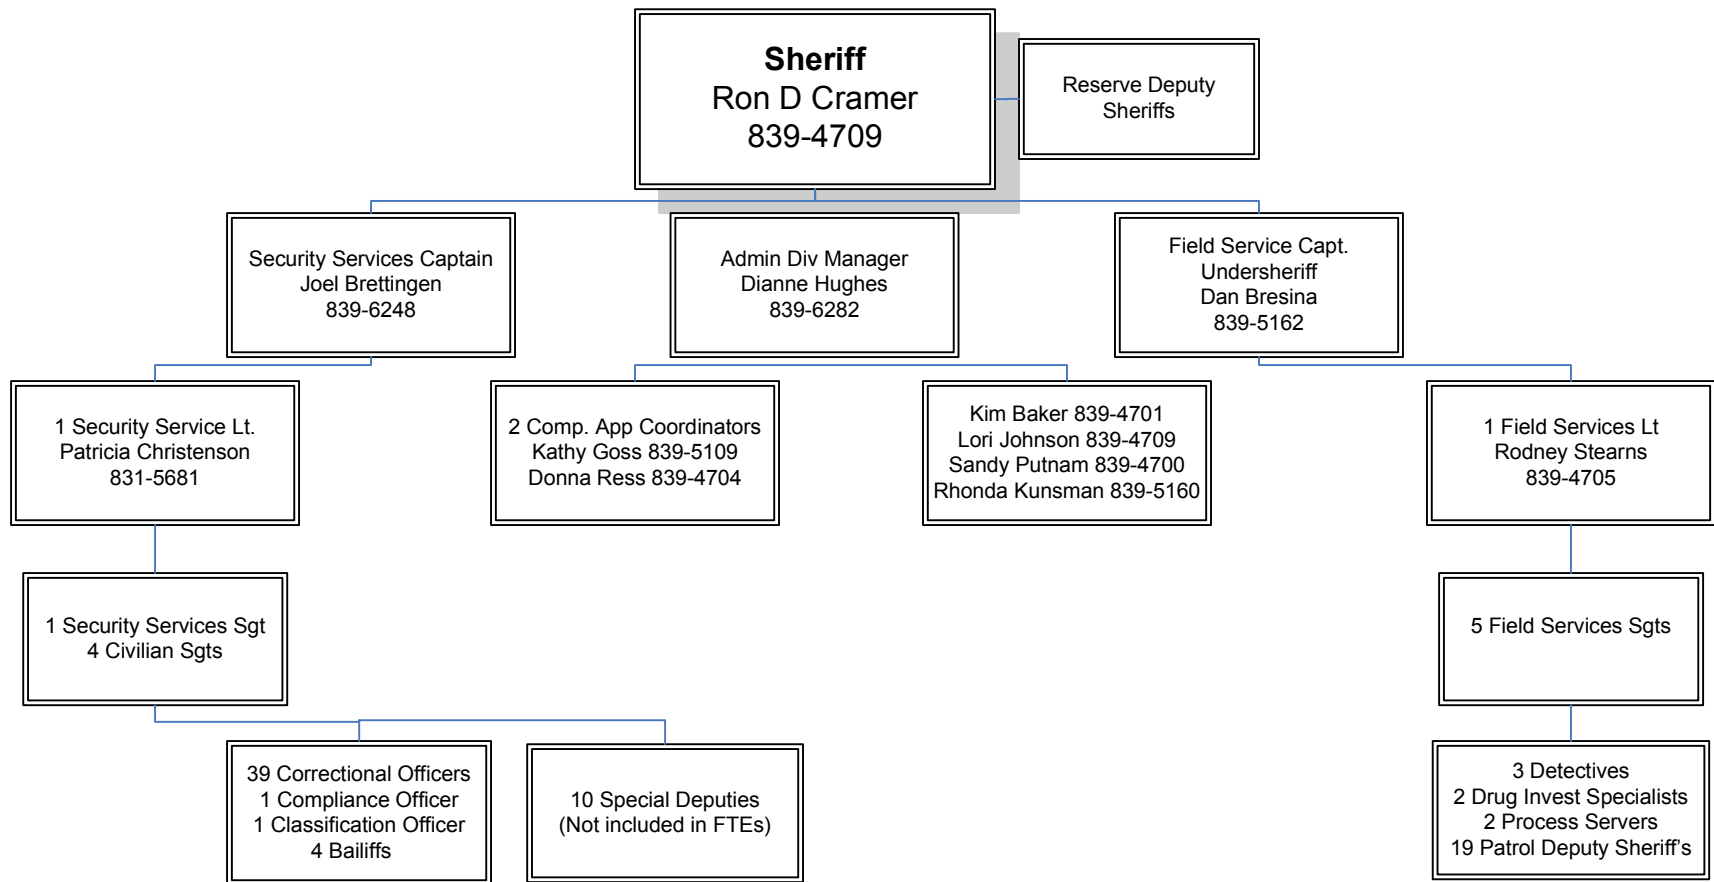 Sheriff
Ron D Cramer
839-4709
Reserve Deputy
Sheriffs
Security Services Captain
Joel Brettingen
839-6248
Admin Div Manager
Dianne Hughes
839-6282
Field Service Capt.
Undersheriff
Dan Bresina
839-5162
1 Security Service Lt.
Patricia Christenson
831-5681
2 Comp. App Coordinators
Kathy Goss 839-5109
Donna Ress 839-4704
Kim Baker 839-4701
Lori Johnson 839-4709
Sandy Putnam 839-4700
Rhonda Kunsman 839-5160
1 Field Services Lt
Rodney Stearns
839-4705
1 Security Services Sgt
4 Civilian Sgts
5 Field Services Sgts
39 Correctional Officers
1 Compliance Officer
1 Classification Officer
4 Bailiffs
10 Special Deputies
(Not included in FTEs)
3 Detectives
2 Drug Invest Specialists
2 Process Servers
19 Patrol Deputy Sheriff's